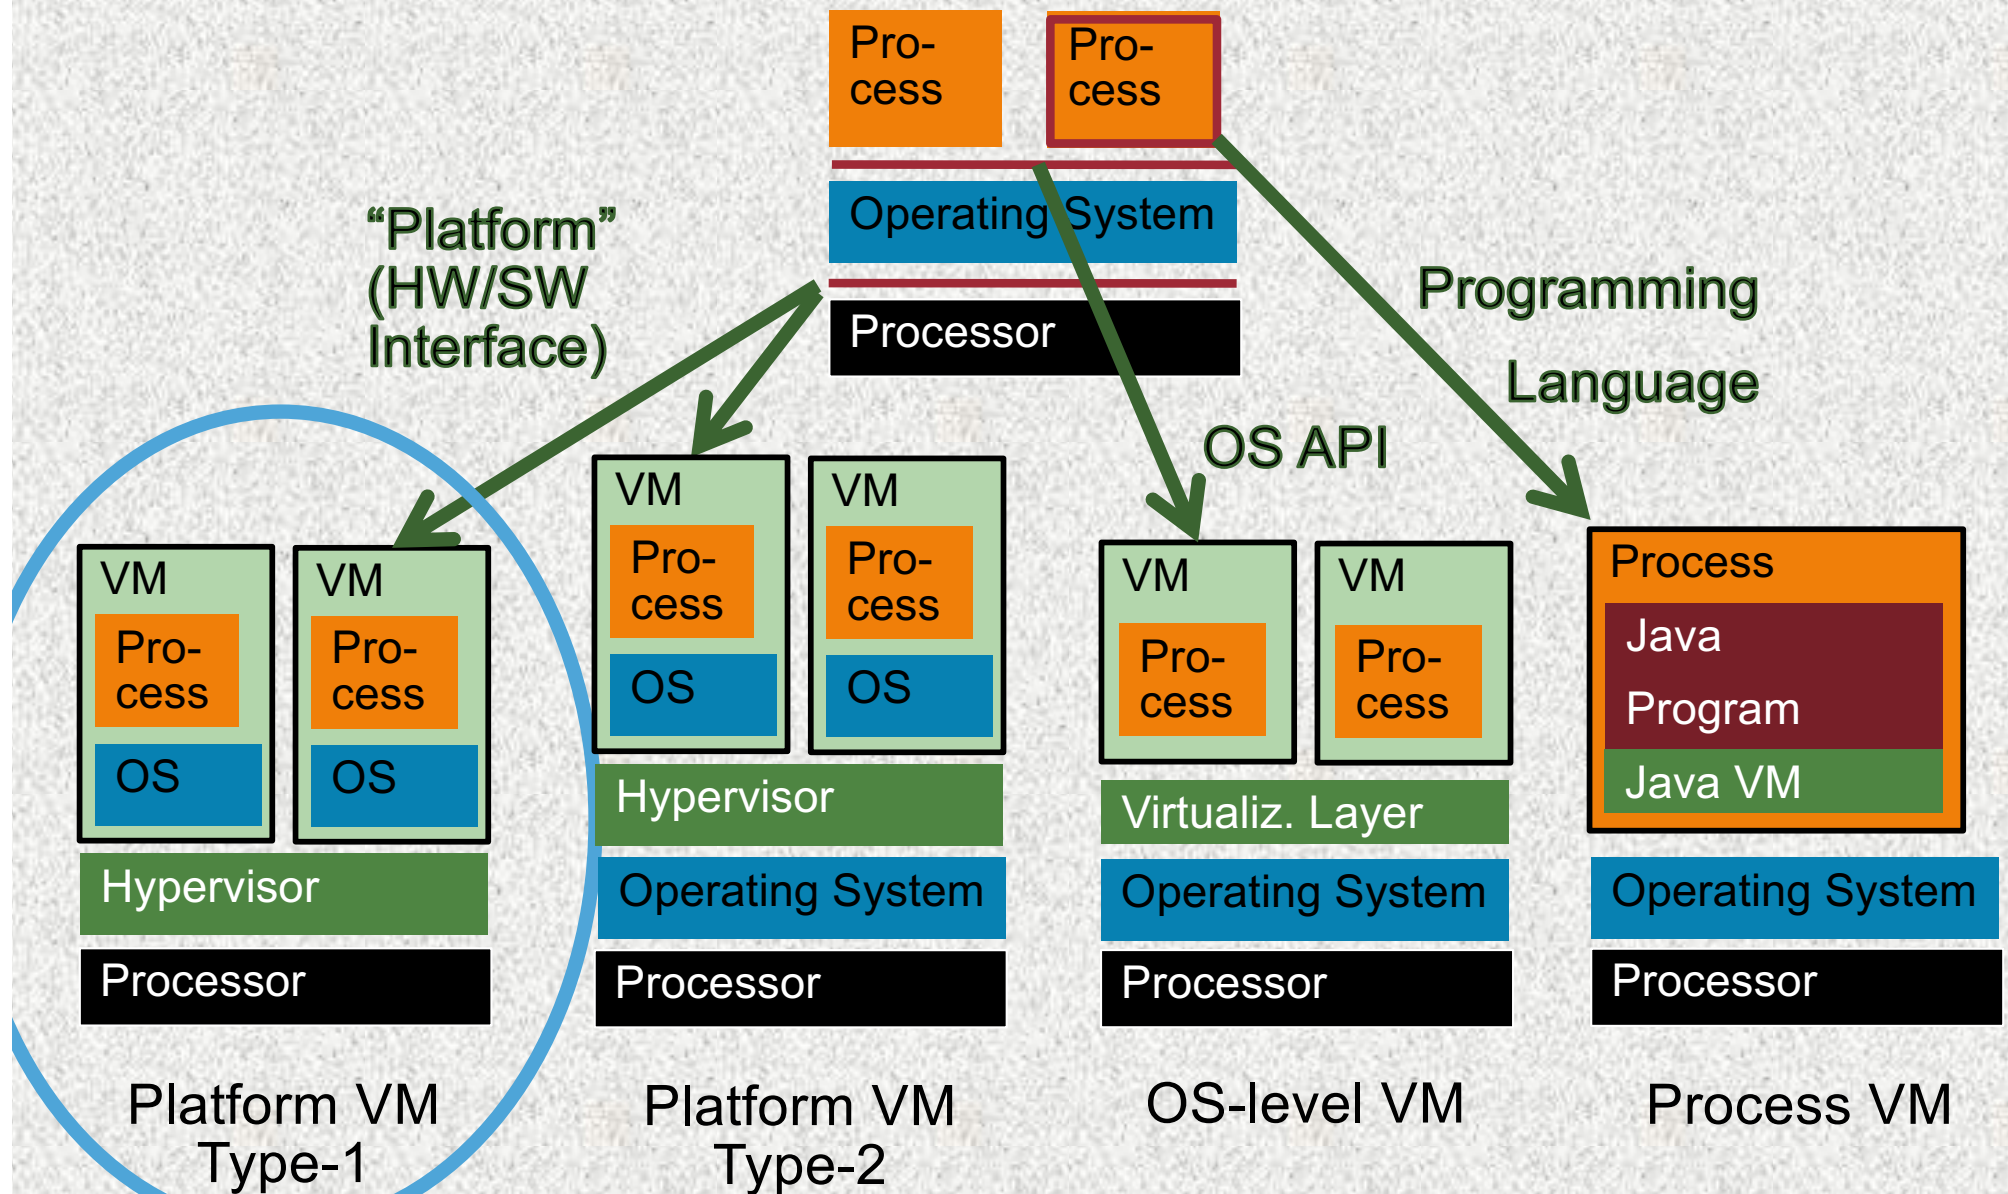 Pro-
cess
Pro-
cess
Operating System
Processor
“Platform”
(HW/SW
Interface)
Programming
Language
OS API
VM
Pro-
cess
OS
VM
Pro-
cess
OS
Hypervisor
Processor
Platform VM
Type-1
VM
Pro-
cess
OS
VM
Pro-
cess
OS
Hypervisor
Operating System
Processor
Platform VM
Type-2
VM
Pro-
cess
VM
Pro-
cess
Virtualiz. Layer
Operating System
Processor
OS-level VM
Process
Java
Program
Java VM
Operating System
Processor
Process VM